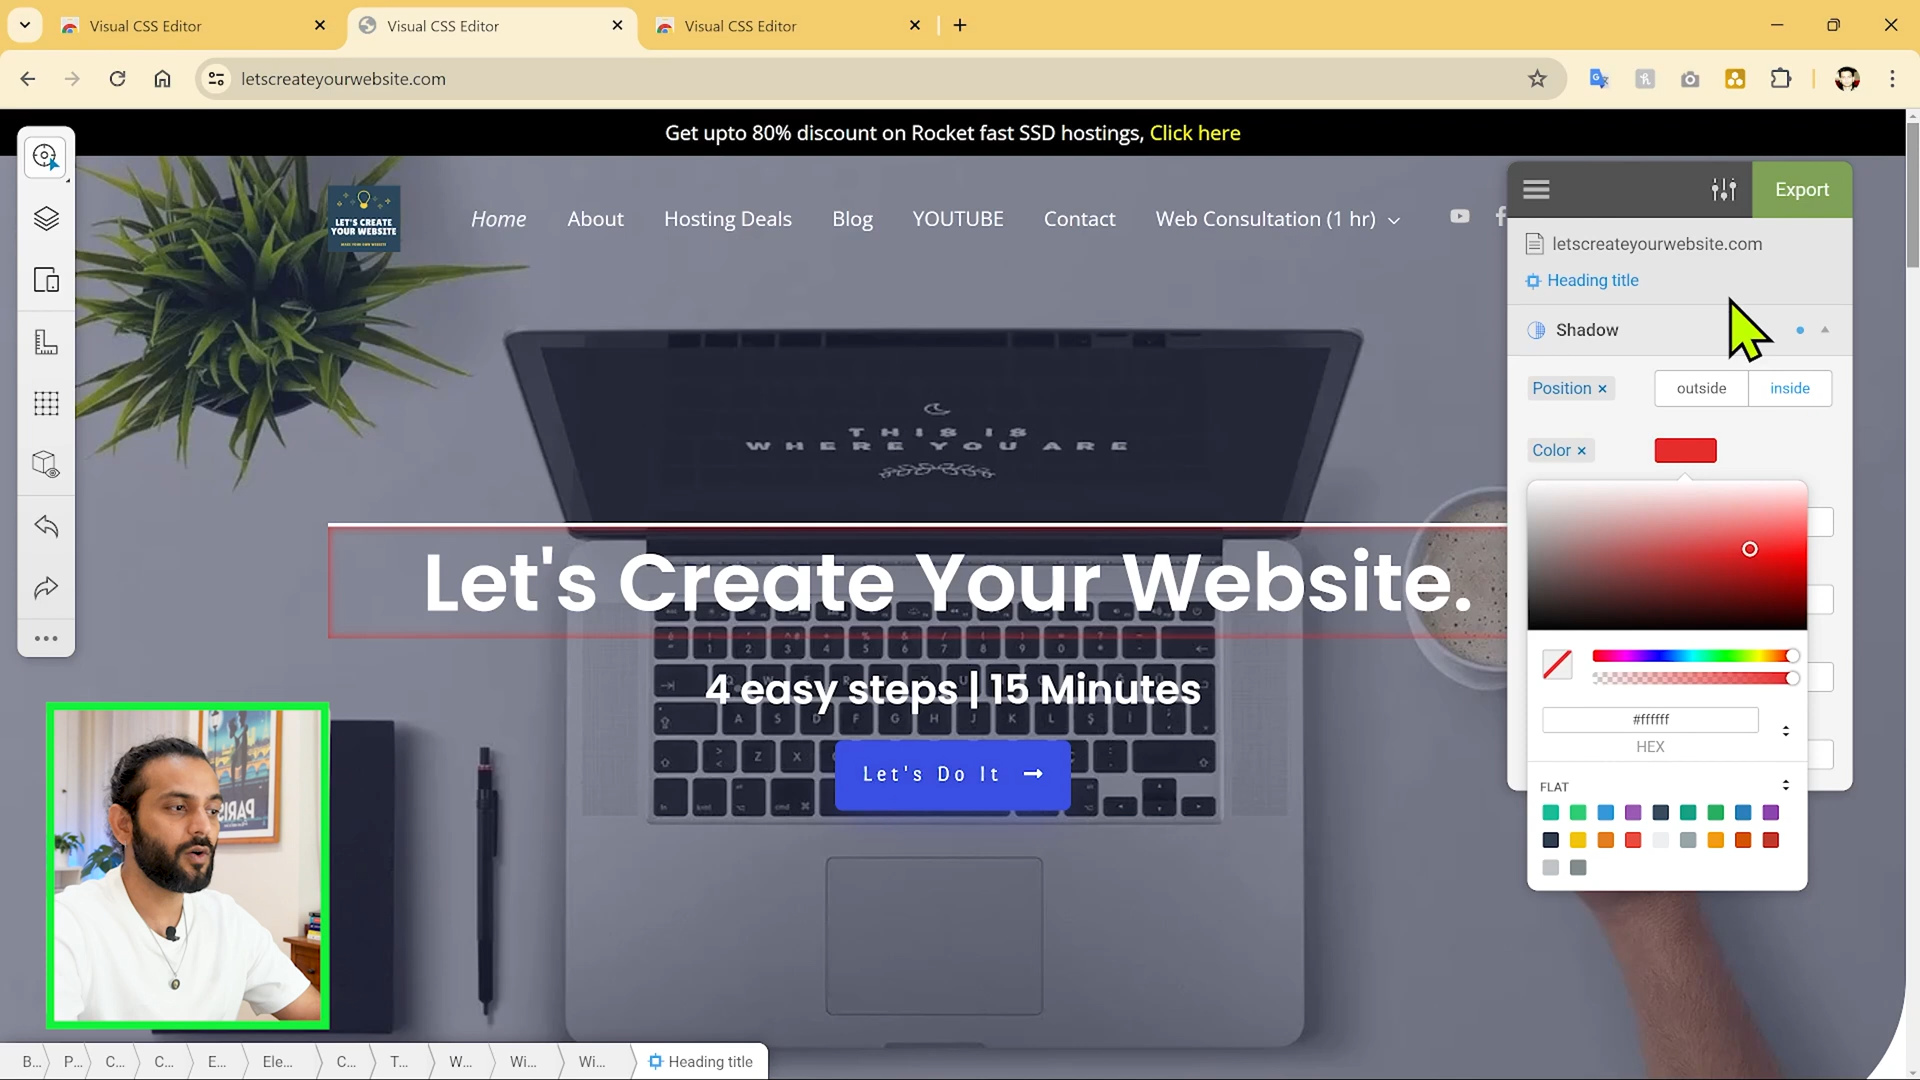 Visual CSS Editor
Visual CSS Editor
Visual CSS Editor
letscreateyourwebsite.com
Get upto 80% discount on Rocket fast SSD hostings, Click here
LET'S CREATE
YOUR WEBSITE
Home
About
Hosting Deals
Blog
YOUTUBE
Contact
Web Consultation (1 hr)
Export
letscreateyourwebsite.com
Heading title
Shadow
Position ×
outside
inside
Color ×
THIS IS
WHERE YOU ARE
Let's Create Your Website.
4 easy steps | 15 Minutes
Let's Do It →
#ffffff
HEX
FLAT
PARIS
B...
P...
C...
C...
E...
Ele...
C...
T...
W...
Wi...
Wi...
Heading title